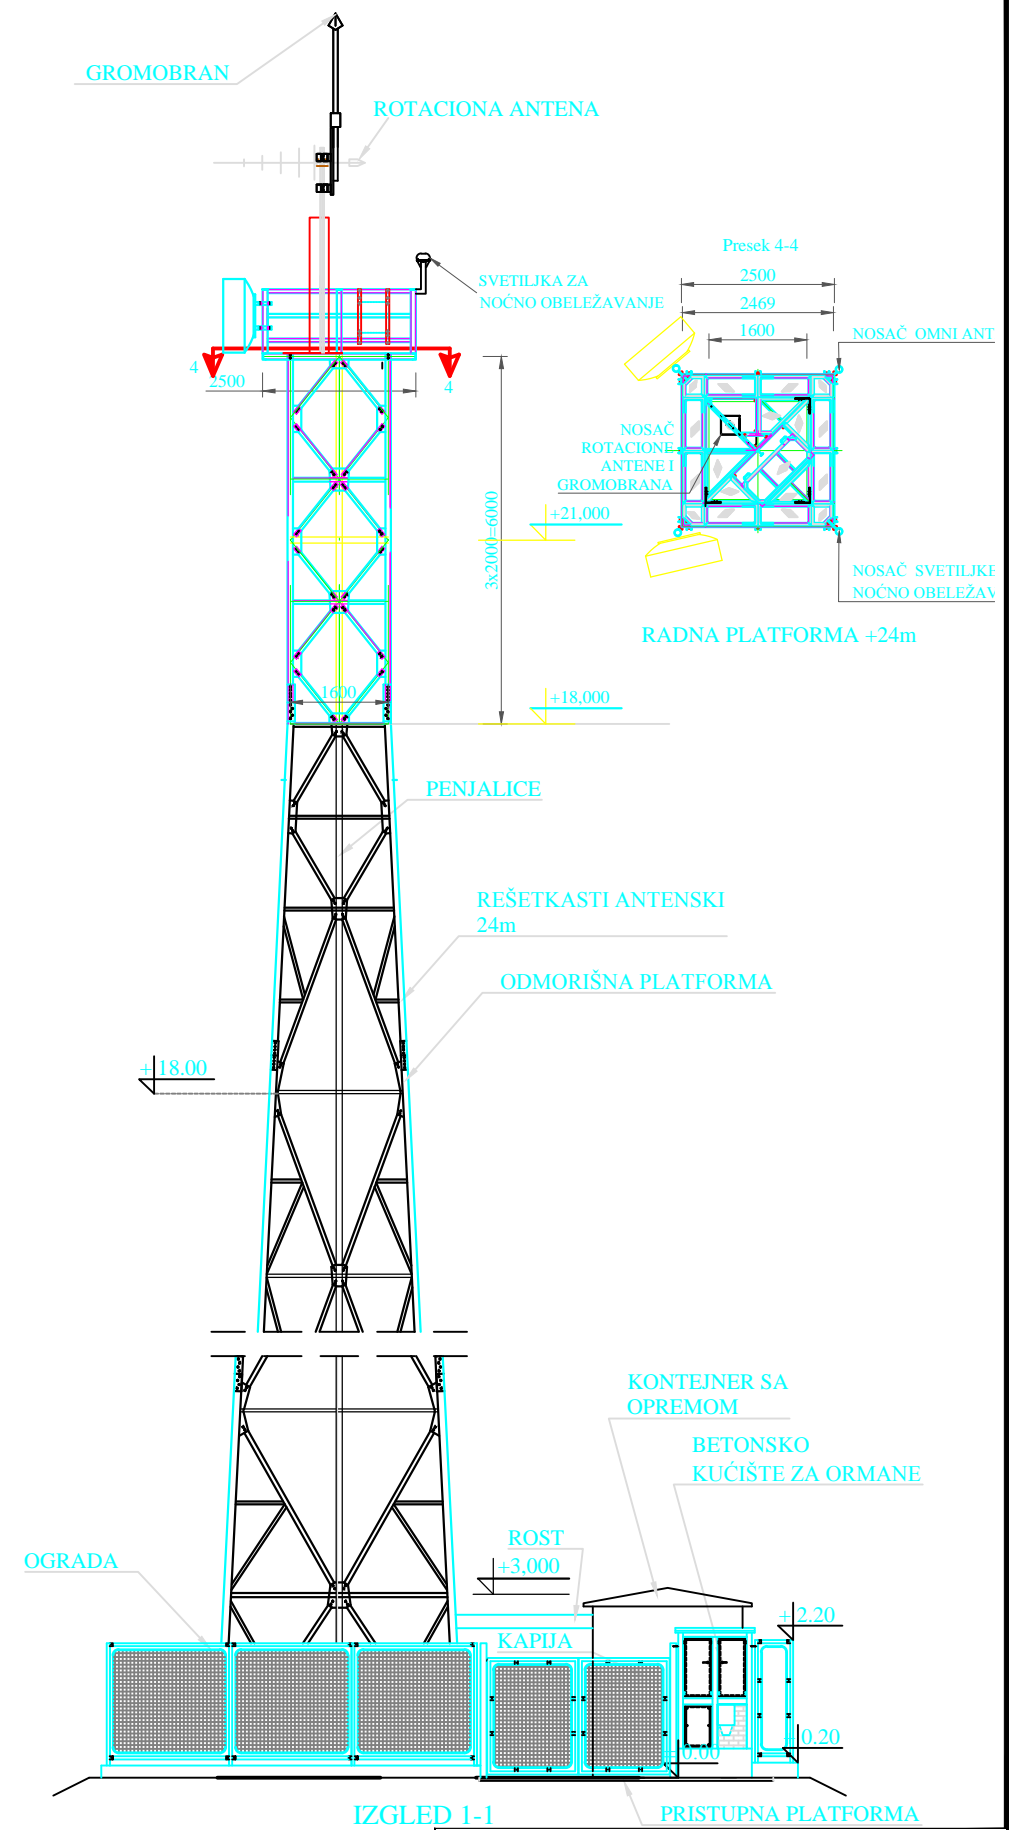 GROMOBRAN
ROTACIONA ANTENA
SVETILJKA ZA
NOĆNO OBELEŽAVANJE
4
4
2500
Presek 4-4
2500
2469
1600
NOSAČ OMNI ANT
NOSAČ
ROTACIONE
ANTENE I
GROMOBRANA
NOSAČ SVETILJKE
NOĆNO OBELEŽAV
RADNA PLATFORMA +24m
3x2000=6000
+21,000
+18,000
1600
PENJALICE
REŠETKASTI ANTENSKI
24m
ODMORIŠNA PLATFORMA
+18.00
KONTEJNER SA
OPREMOM
BETONSKO
KUĆIŠTE ZA ORMANE
ROST
+3,000
OGRADA
KAPIJA
+2.20
0.20
0.00
IZGLED 1-1
PRISTUPNA PLATFORMA